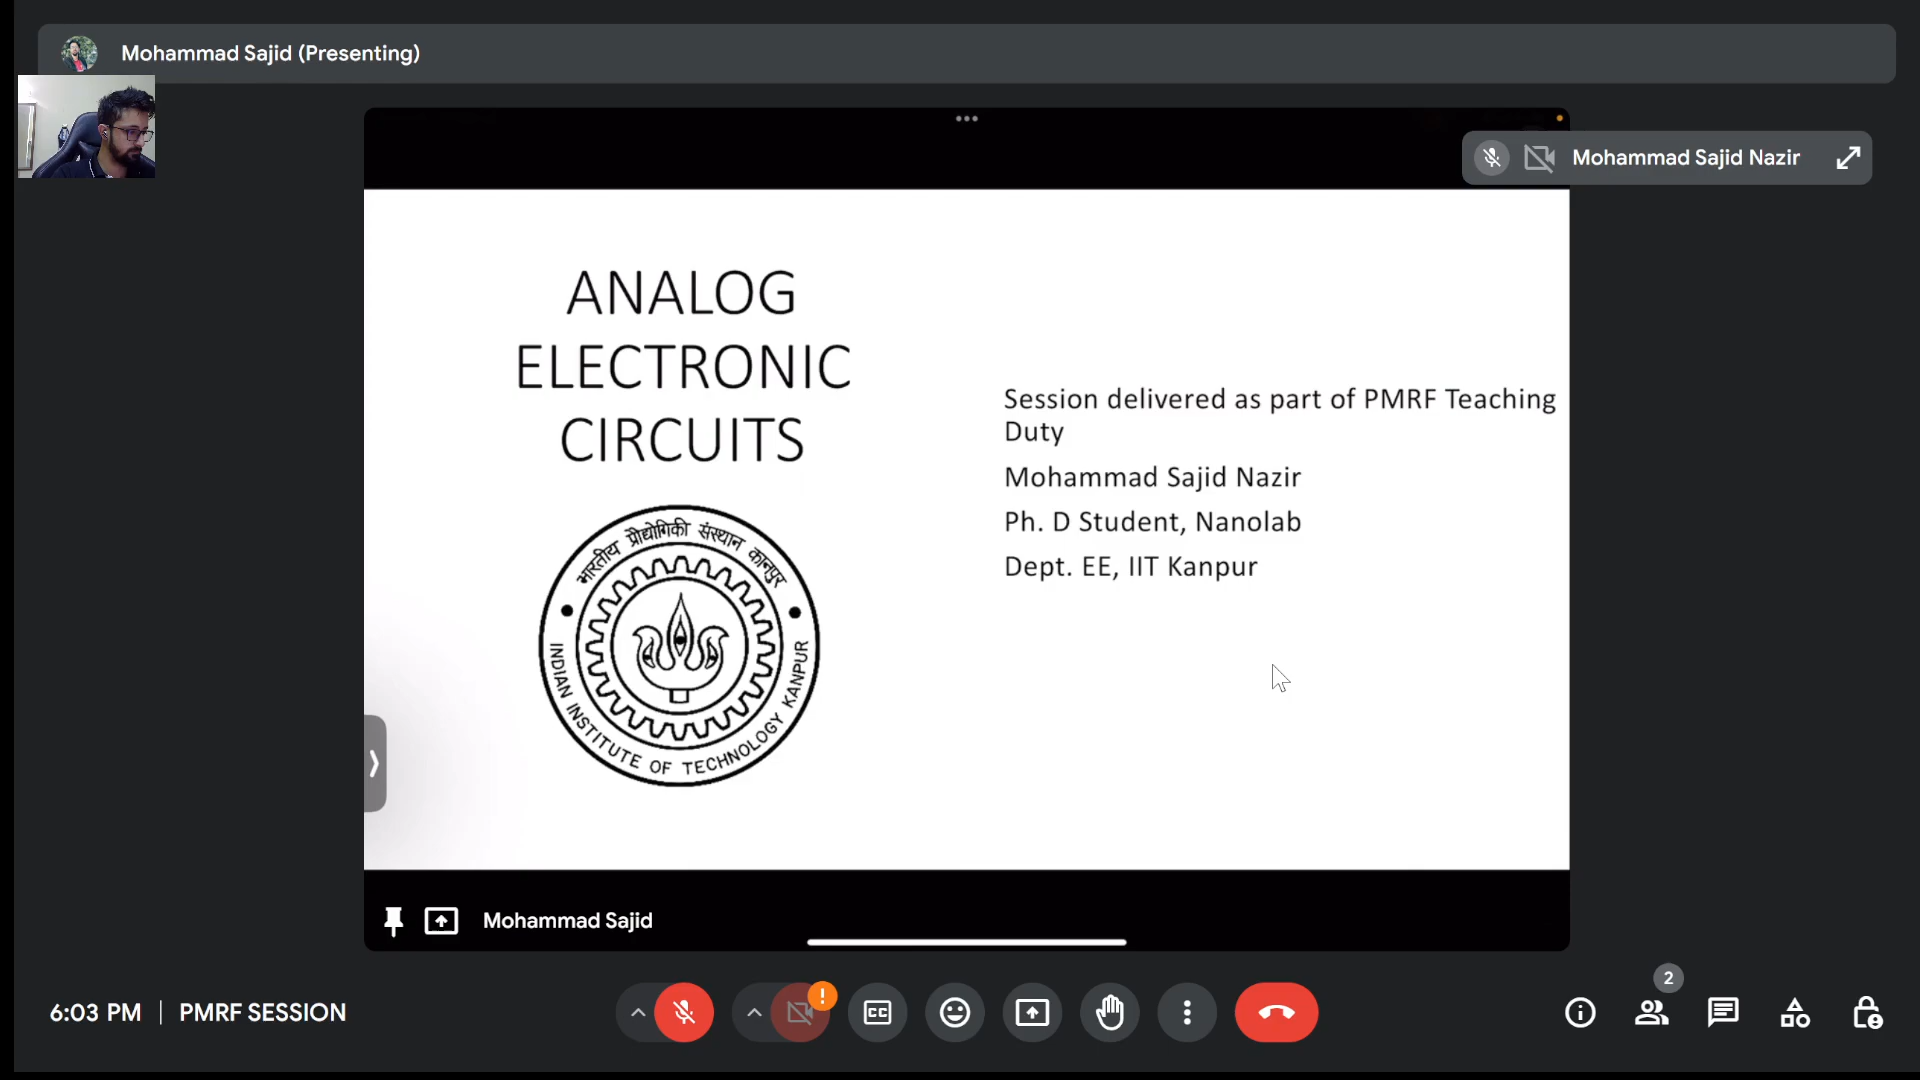 Mohammad Sajid (Presenting)
Mohammad Sajid Nazir
ANALOG
ELECTRONIC
CIRCUITS
Session delivered as part of PMRF Teaching
Duty
Mohammad Sajid Nazir
Ph. D Student, Nanolab
Dept. EE, IIT Kanpur
भारतीय प्रौद्योगिकी संस्थान कानपुर
INDIAN INSTITUTE OF TECHNOLOGY KANPUR
Mohammad Sajid
6:03 PM | PMRF SESSION
!
CC
2